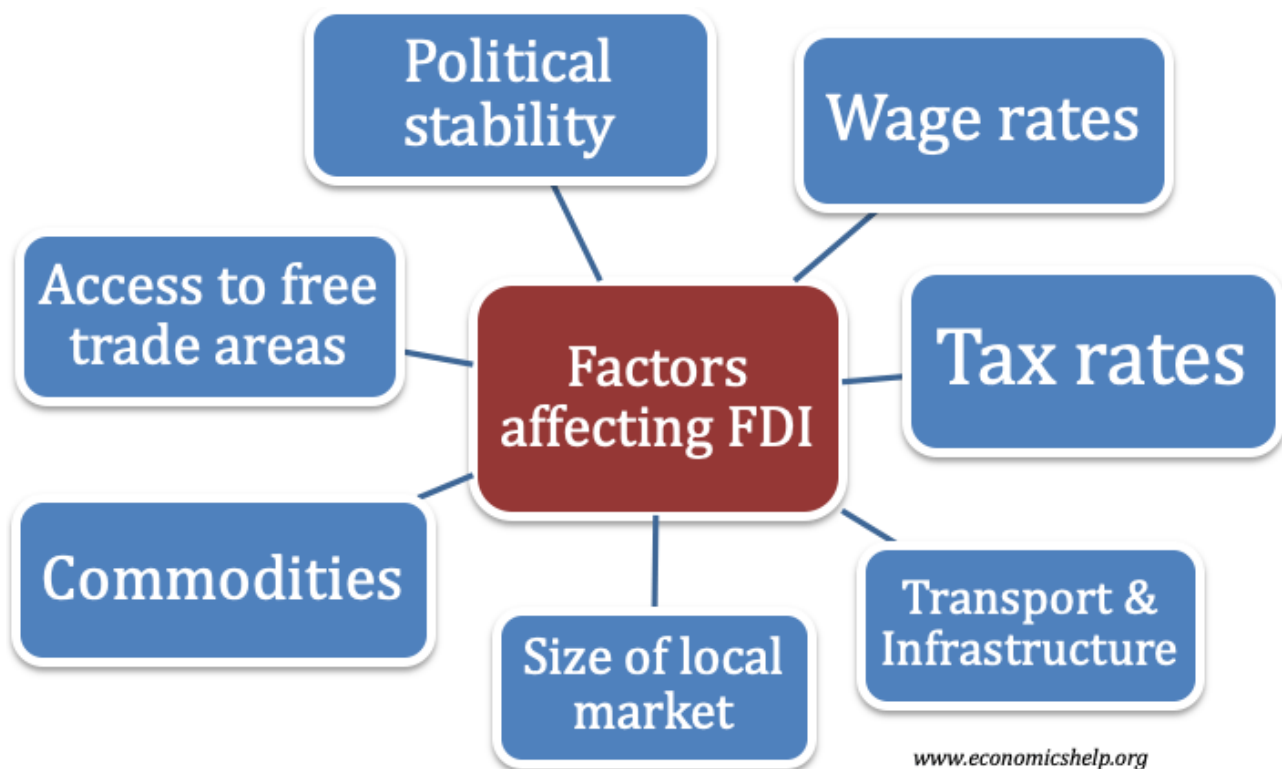 Political
stability
Wage rates
Access to free
trade areas
Factors
affecting FDI
Tax rates
Commodities
Size of local
market
Transport &
Infrastructure
www.economicshelp.org